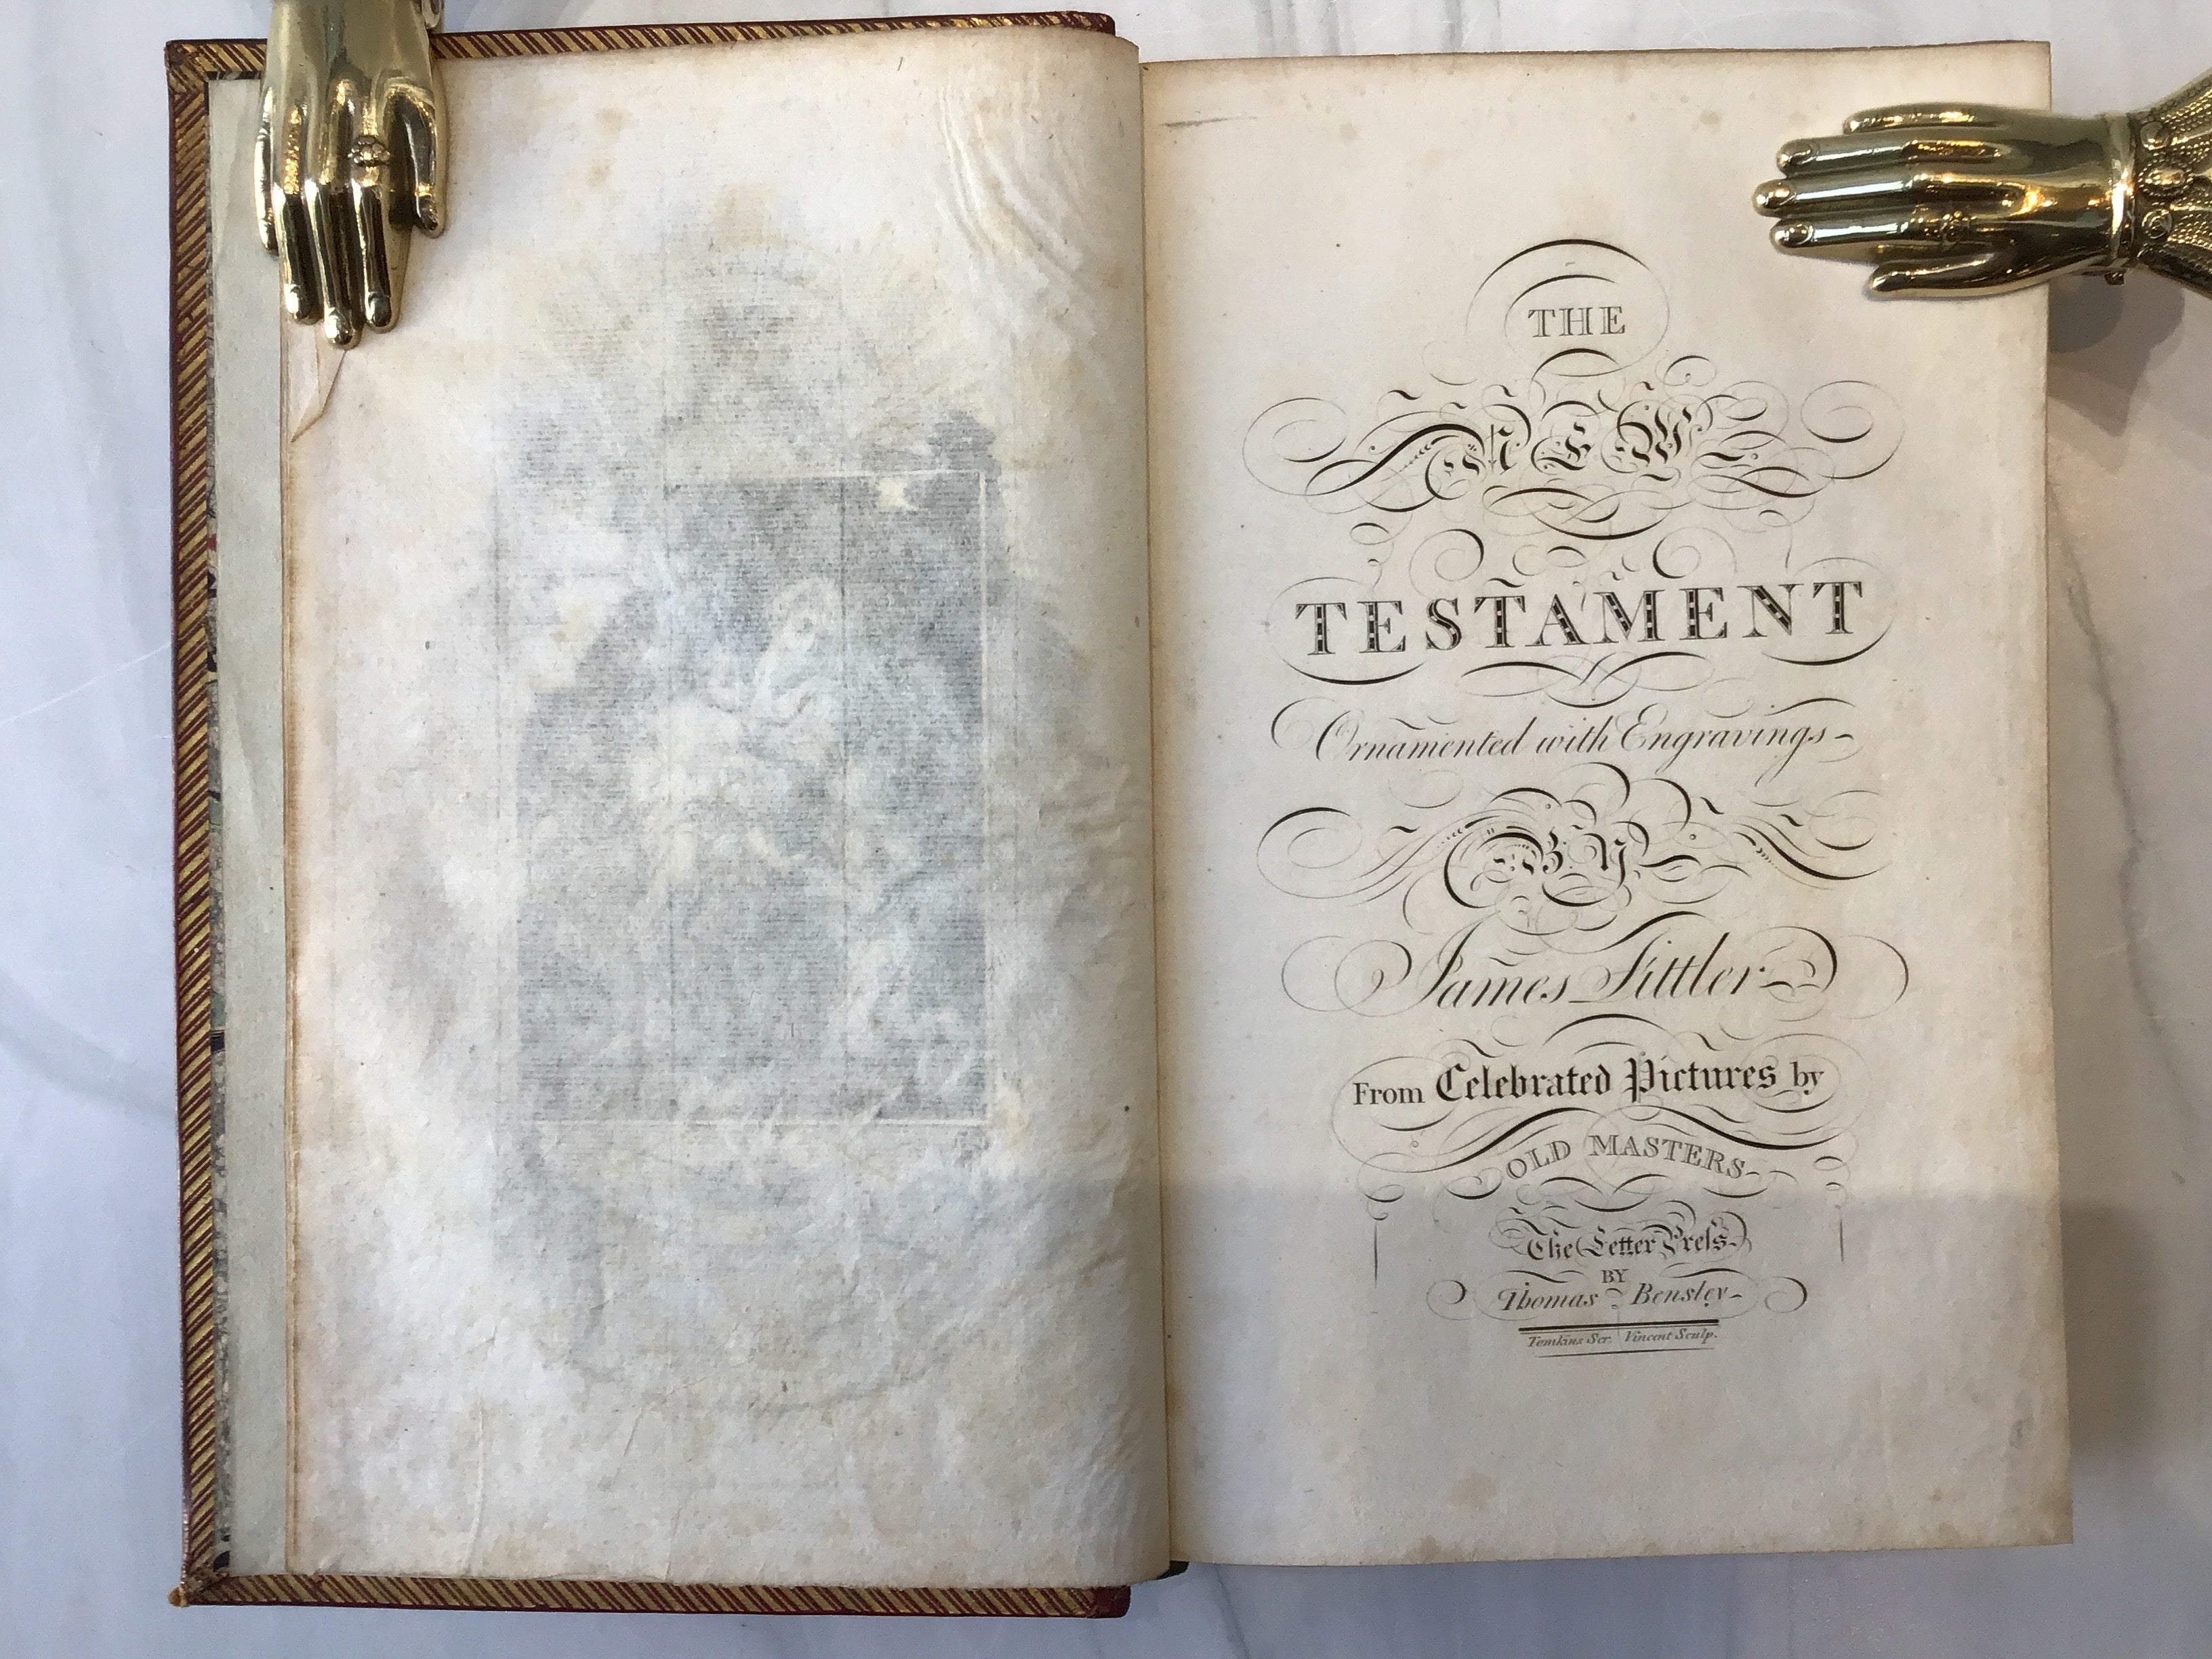 THE
NEW
TESTAMENT
Ornamented with Engravings
BY
James Fittler
From Celebrated Pictures by
OLD MASTERS
The Letter Preſs
BY
Thomas Bensley
Tomkins Scr. Vincent Sculp.